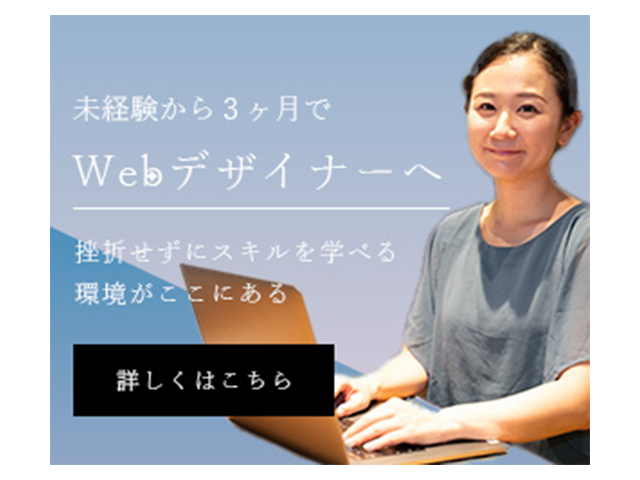 未経験から３ヶ月で
Webデザイナーへ
挫折せずにスキルを学べる
環境がここにある
詳しくはこちら